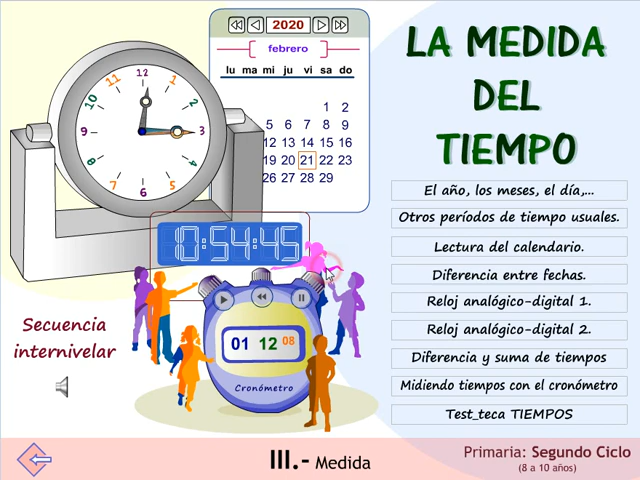 2020
febrero
lu ma mi ju vi sa do
1 2
5 6 7 8 9
12 13 14 15 16
19 20 21 22 23
26 27 28 29
12
1
2
3
5
6
7
9
10
11
10:54:45
01 12 08
Cronómetro
Secuencia
internivelar
LA MEDIDA
DEL
TIEMPO
El año, los meses, el día,...
Otros períodos de tiempo usuales.
Lectura del calendario.
Diferencia entre fechas.
Reloj analógico-digital 1.
Reloj analógico-digital 2.
Diferencia y suma de tiempos
Midiendo tiempos con el cronómetro
Test_teca TIEMPOS
III.- Medida
Primaria: Segundo Ciclo
(8 a 10 años)